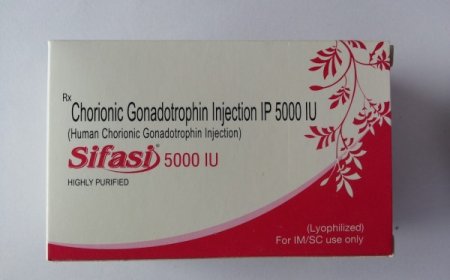 Rx
Chorionic Gonadotrophin Injection IP 5000 IU
(Human Chorionic Gonadotrophin Injection)
Sifasi® 5000 IU
HIGHLY PURIFIED
(Lyophilized)
For IM/SC use only